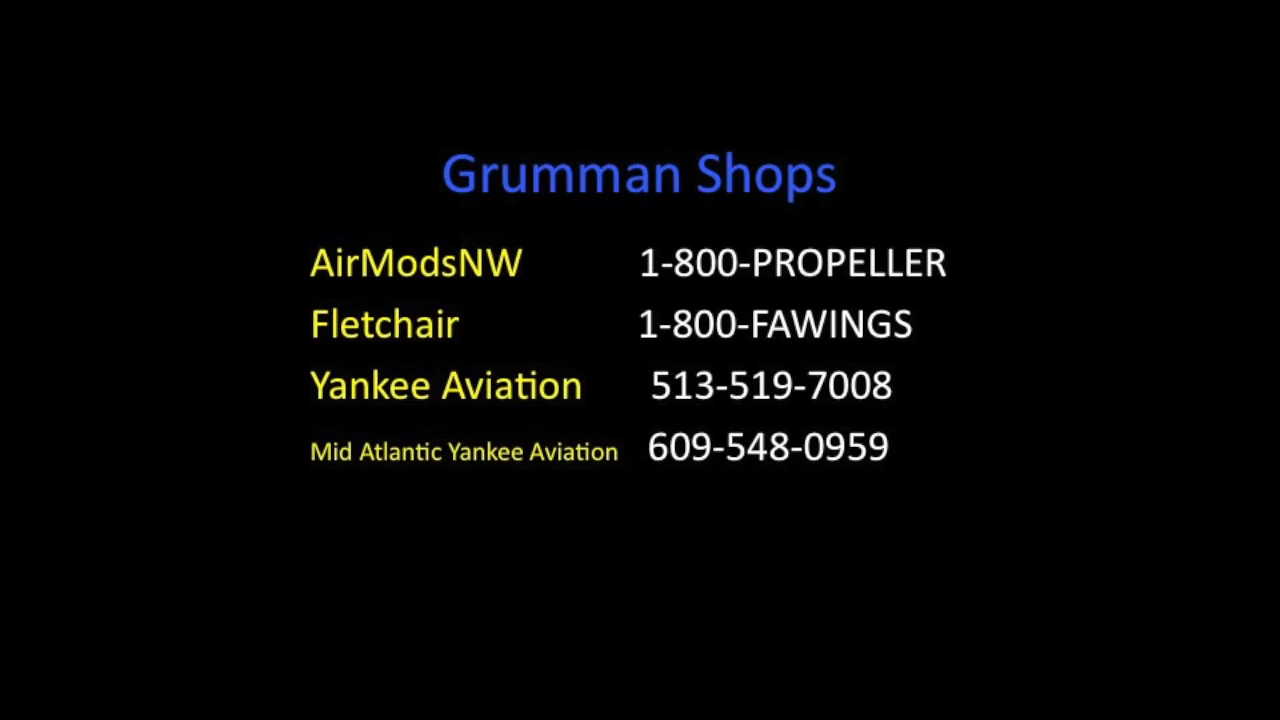 Grumman Shops
AirModsNW 1-800-PROPELLER
Fletchair 1-800-FAWINGS
Yankee Aviation 513-519-7008
Mid Atlantic Yankee Aviation 609-548-0959